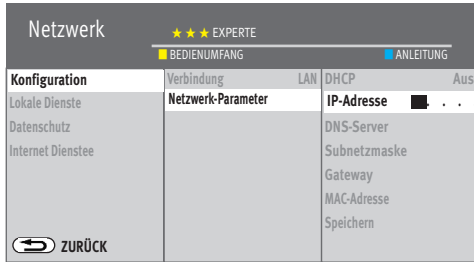 Netzwerk
★ ★ ★ EXPERTE
BEDIENUMFANG
ANLEITUNG
Konfiguration
Lokale Dienste
Datenschutz
Internet Dienstee
ZURÜCK
Verbindung LAN
Netzwerk-Parameter
DHCP Aus
IP-Adresse . . .
DNS-Server
Subnetzmaske
Gateway
MAC-Adresse
Speichern